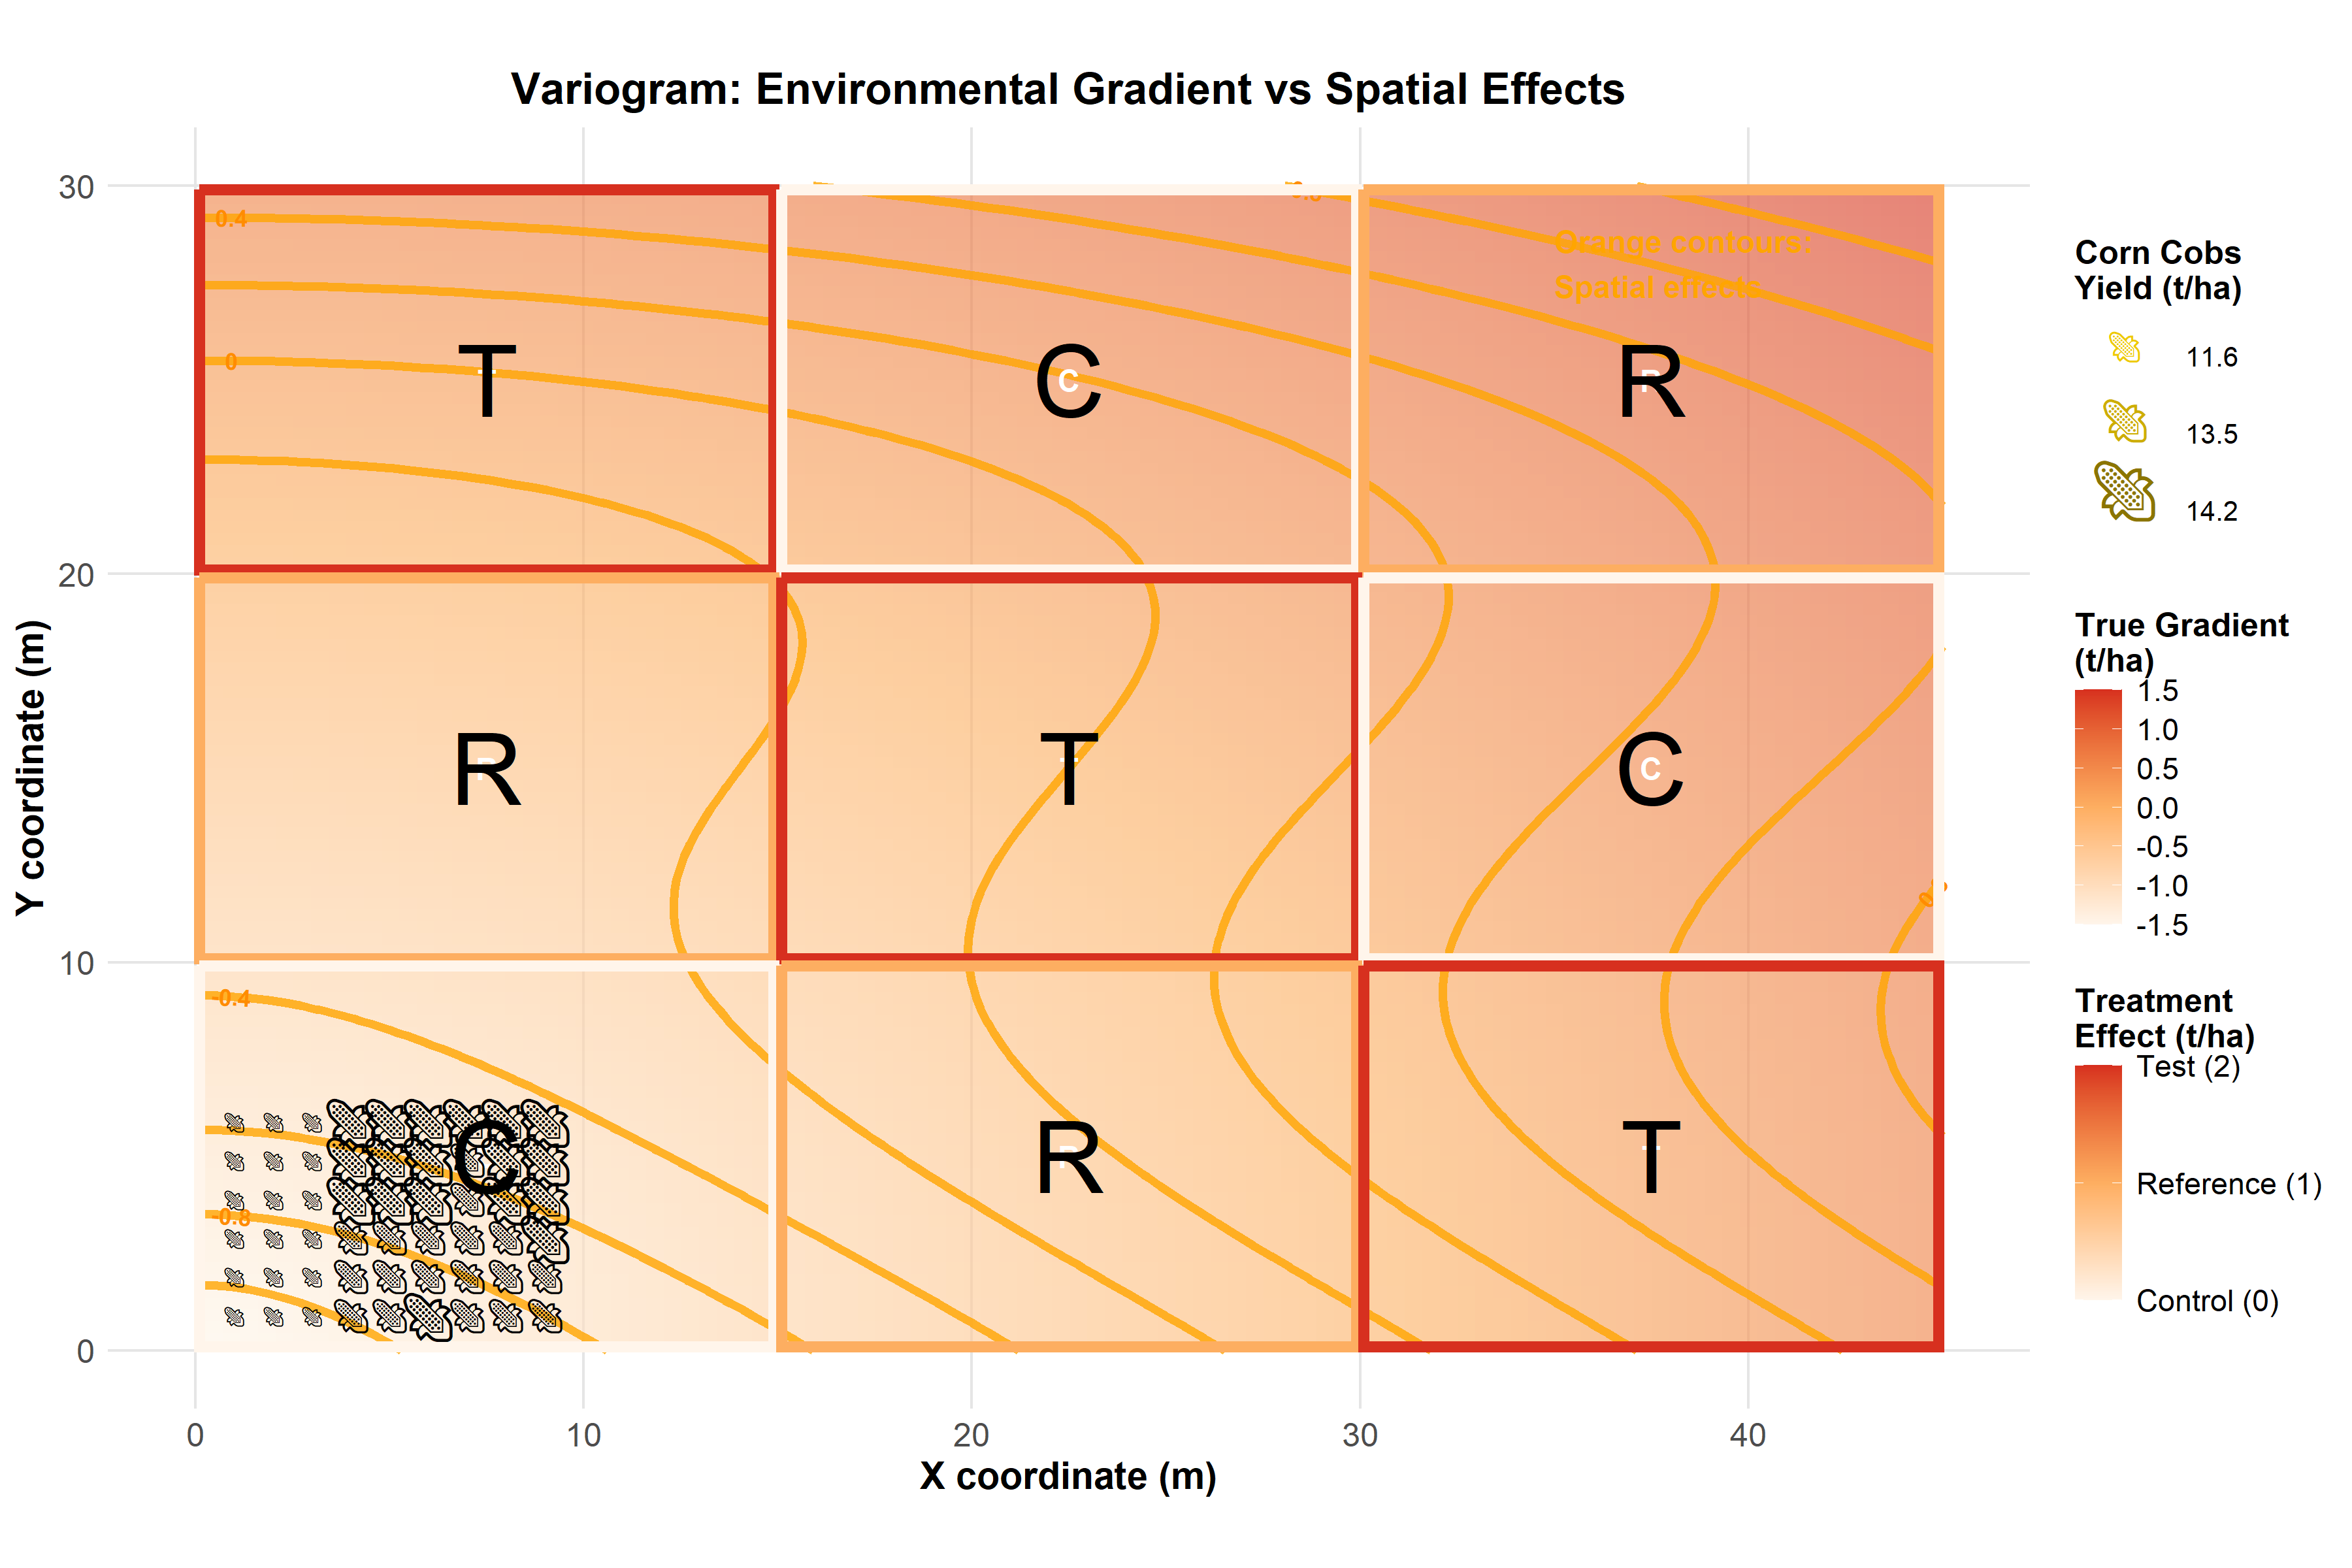 Variogram: Environmental Gradient vs Spatial Effects
Y coordinate (m)
30
20
10
0
0.4
0
-0.4
-0.8
Orange contours:
Spatial effects
T
C
C
R
R
R
R
T
T
C
C
C
R
R
T
T
0
10
20
30
40
X coordinate (m)
Corn Cobs
Yield (t/ha)
11.6
13.5
14.2
True Gradient
(t/ha)
1.5
1.0
0.5
0.0
-0.5
-1.0
-1.5
Treatment
Effect (t/ha)
Test (2)
Reference (1)
Control (0)